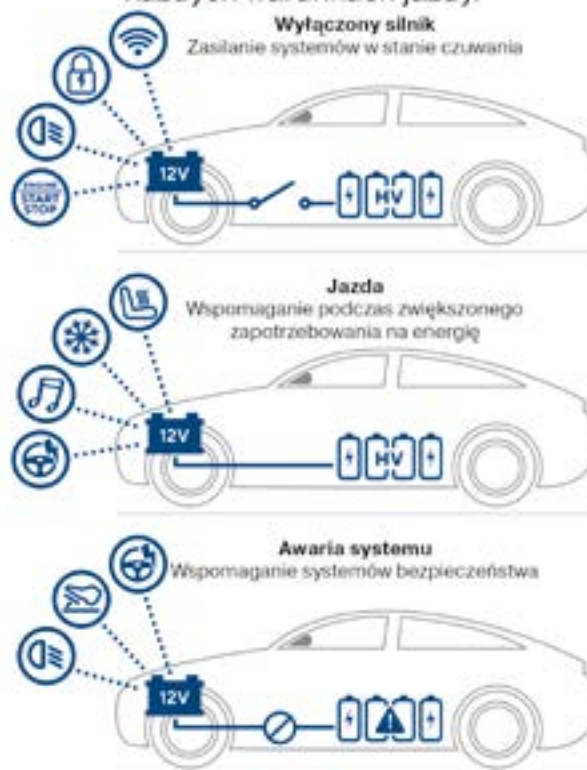 Wyłączony silnik
Zasilanie systemów w stanie czuwania
START
STOP
12V
HV
Jazda
Wspomaganie podczas zwiększonego
zapotrzebowania na energię
12V
HV
Awaria systemu
Wspomaganie systemów bezpieczeństwa
12V